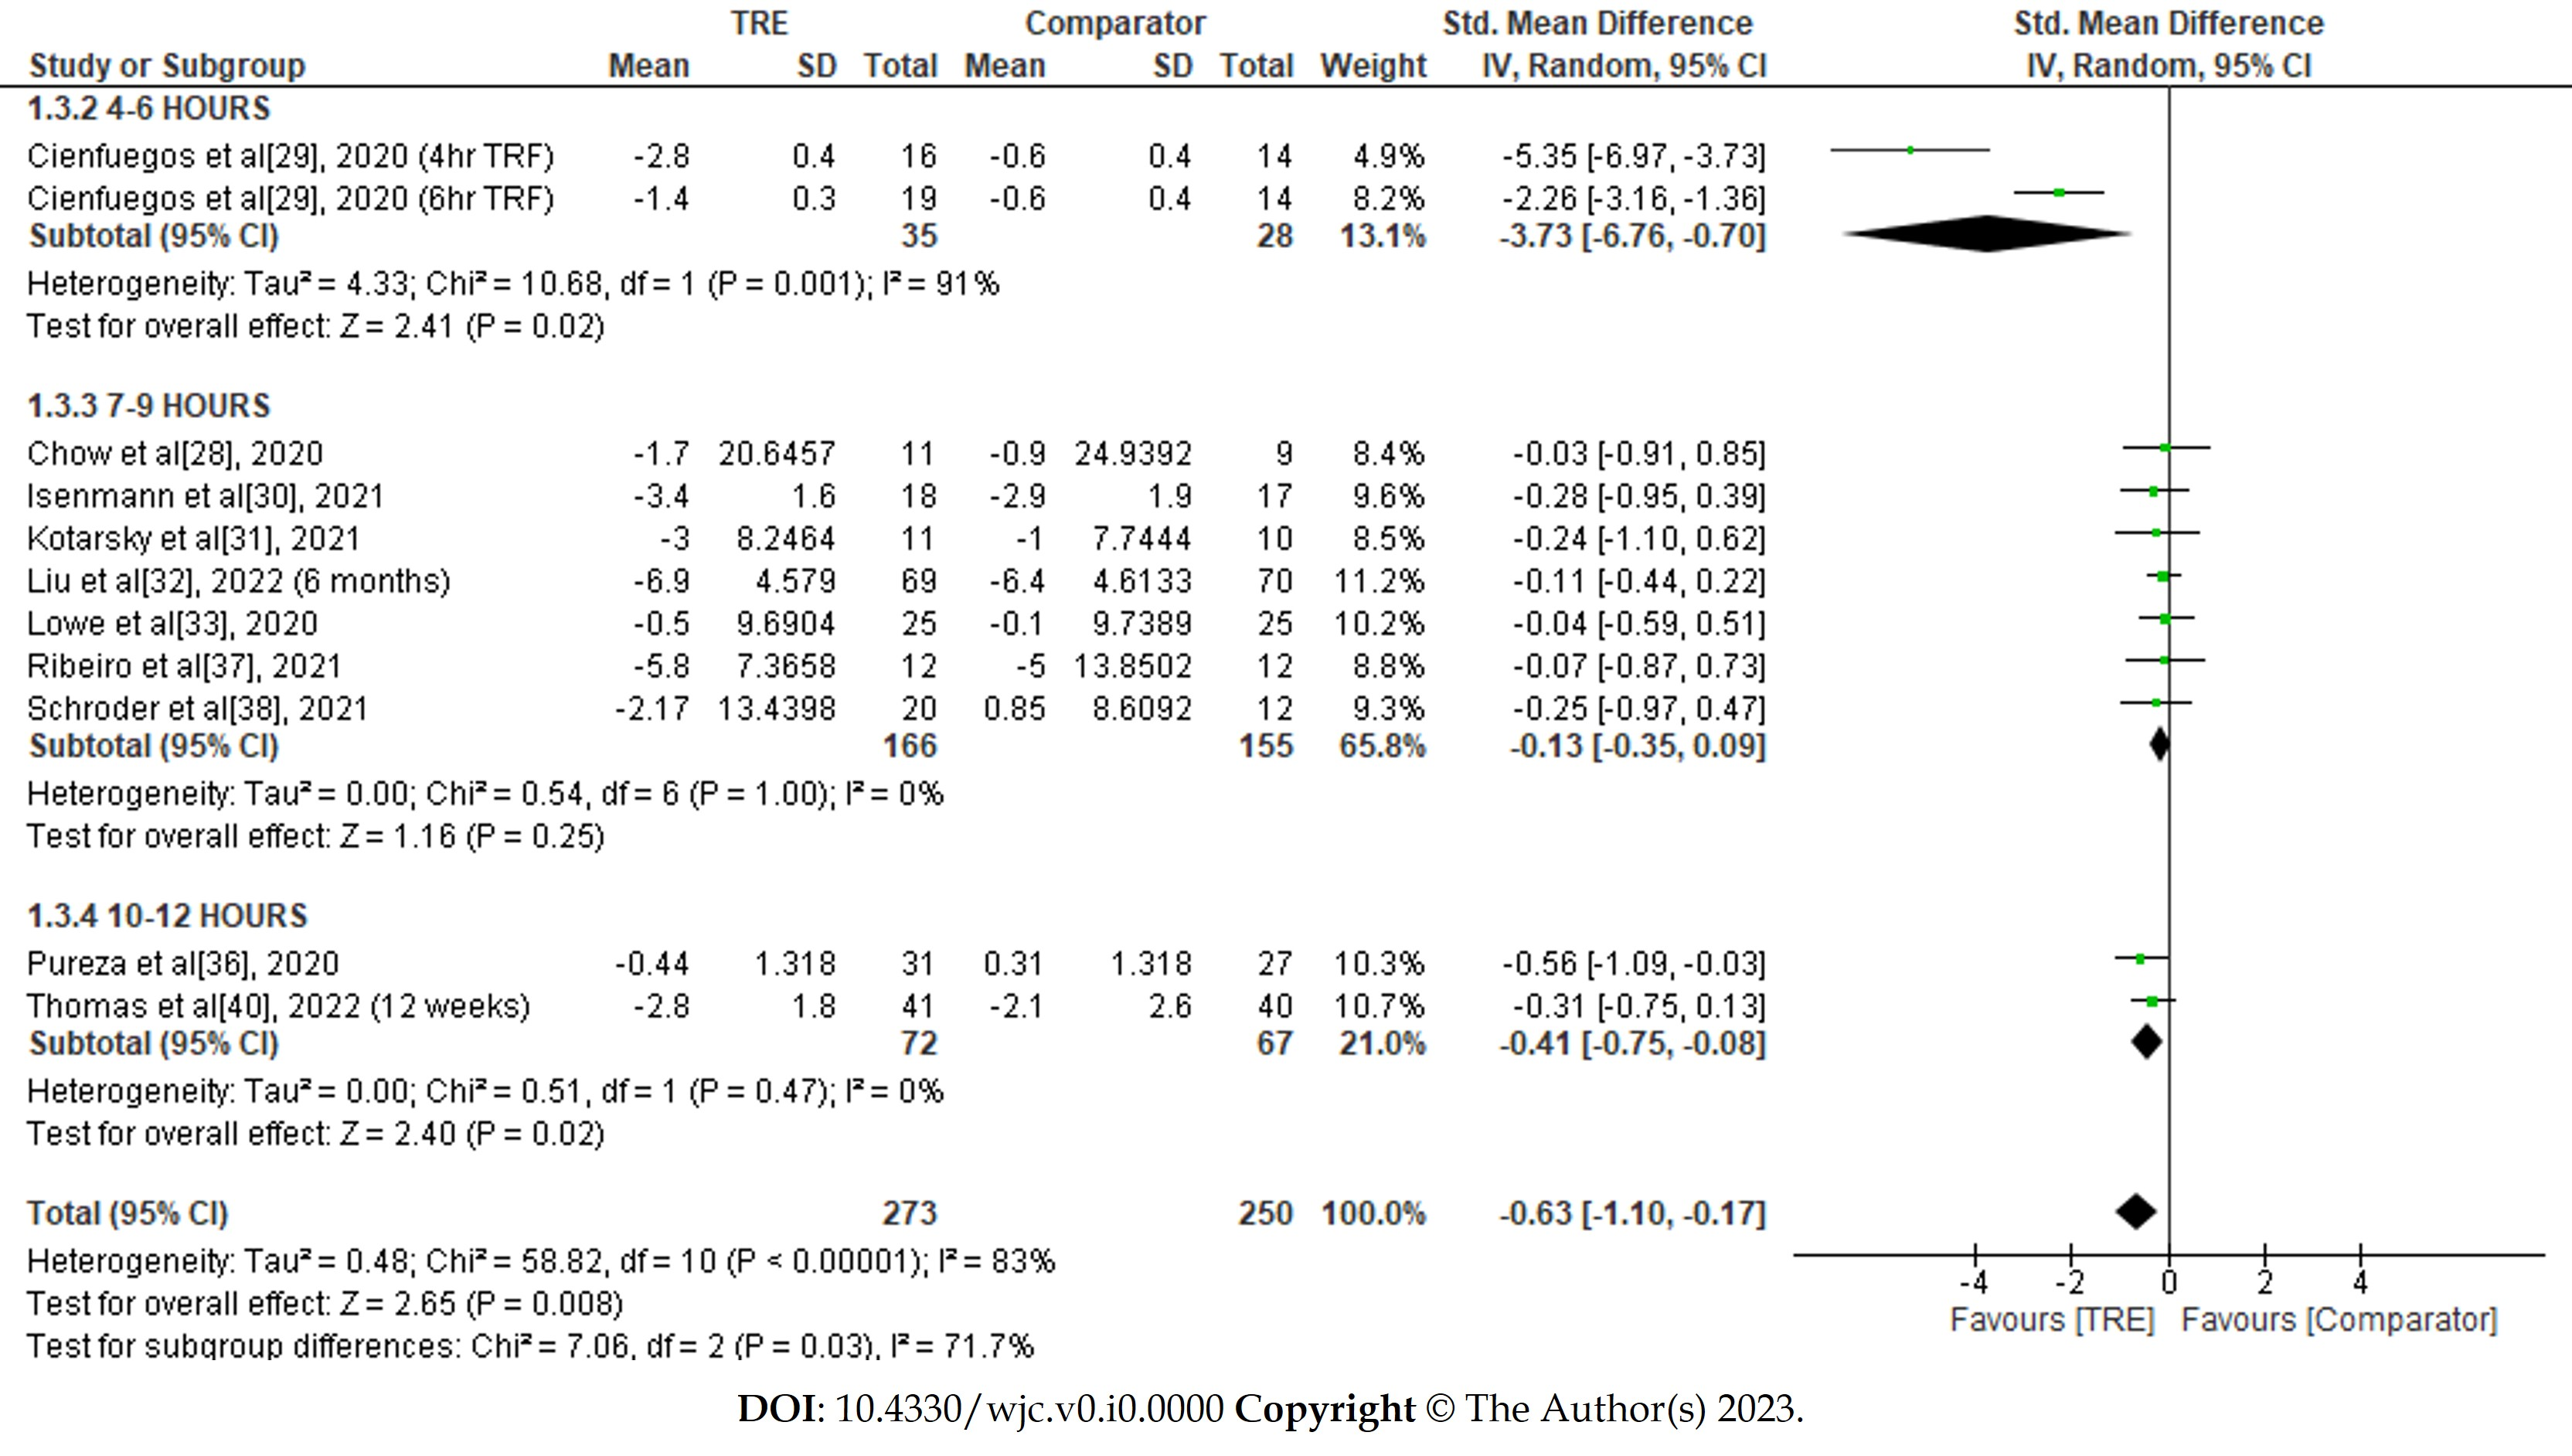 TRE Comparator Std. Mean Difference Std. Mean Difference
Study or Subgroup Mean SD Total Mean SD Total Weight IV, Random, 95% CI IV, Random, 95% CI
1.3.2 4-6 HOURS
Cienfuegos et al[29], 2020 (4hr TRF) -2.8 0.4 16 -0.6 0.4 14 4.9% -5.35 [-6.97, -3.73]
Cienfuegos et al[29], 2020 (6hr TRF) -1.4 0.3 19 -0.6 0.4 14 8.2% -2.26 [-3.16, -1.36]
Subtotal (95% CI) 35 28 13.1% -3.73 [-6.76, -0.70]
Heterogeneity: Tau² = 4.33; Chi² = 10.68, df = 1 (P = 0.001); I² = 91%
Test for overall effect: Z = 2.41 (P = 0.02)
1.3.3 7-9 HOURS
Chow et al[28], 2020 -1.7 20.6457 11 -0.9 24.9392 9 8.4% -0.03 [-0.91, 0.85]
Isenmann et al[30], 2021 -3.4 1.6 18 -2.9 1.9 17 9.6% -0.28 [-0.95, 0.39]
Kotarsky et al[31], 2021 -3 8.2464 11 -1 7.7444 10 8.5% -0.24 [-1.10, 0.62]
Liu et al[32], 2022 (6 months) -6.9 4.579 69 -6.4 4.6133 70 11.2% -0.11 [-0.44, 0.22]
Lowe et al[33], 2020 -0.5 9.6904 25 -0.1 9.7389 25 10.2% -0.04 [-0.59, 0.51]
Ribeiro et al[37], 2021 -5.8 7.3658 12 -5 13.8502 12 8.8% -0.07 [-0.87, 0.73]
Schroder et al[38], 2021 -2.17 13.4398 20 0.85 8.6092 12 9.3% -0.25 [-0.97, 0.47]
Subtotal (95% CI) 166 155 65.8% -0.13 [-0.35, 0.09]
Heterogeneity: Tau² = 0.00; Chi² = 0.54, df = 6 (P = 1.00); I² = 0%
Test for overall effect: Z = 1.16 (P = 0.25)
1.3.4 10-12 HOURS
Pureza et al[36], 2020 -0.44 1.318 31 0.31 1.318 27 10.3% -0.56 [-1.09, -0.03]
Thomas et al[40], 2022 (12 weeks) -2.8 1.8 41 -2.1 2.6 40 10.7% -0.31 [-0.75, 0.13]
Subtotal (95% CI) 72 67 21.0% -0.41 [-0.75, -0.08]
Heterogeneity: Tau² = 0.00; Chi² = 0.51, df = 1 (P = 0.47); I² = 0%
Test for overall effect: Z = 2.40 (P = 0.02)
Total (95% CI) 273 250 100.0% -0.63 [-1.10, -0.17]
Heterogeneity: Tau² = 0.48; Chi² = 58.82, df = 10 (P < 0.00001); I² = 83%
Test for overall effect: Z = 2.65 (P = 0.008)
Test for subgroup differences: Chi² = 7.06, df = 2 (P = 0.03), I² = 71.7%
-4 -2 0 2 4
Favours [TRE] Favours [Comparator]
DOI: 10.4330/wjc.v0.i0.0000 Copyright © The Author(s) 2023.